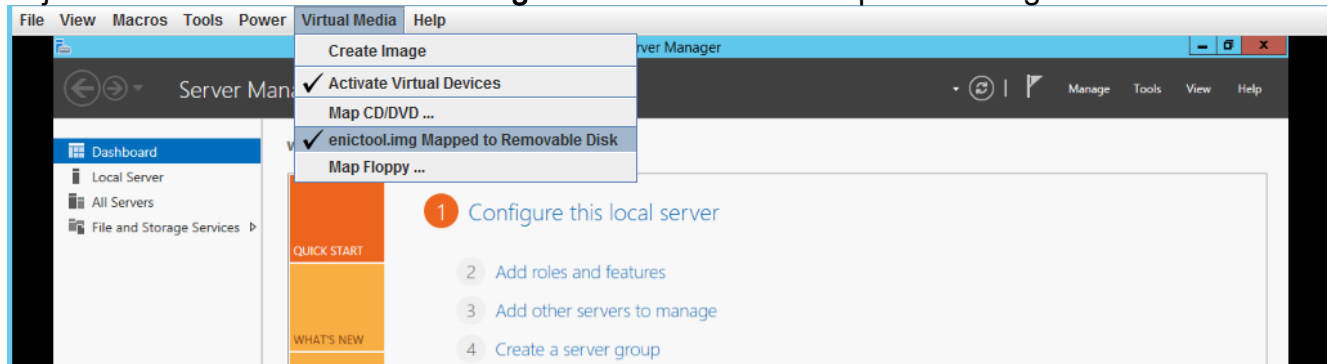 File View Macros Tools Power Virtual Media Help
Create Image
rver Manager
Activate Virtual Devices
Server Man
Manage Tools View Help
Map CD/DVD ...
enictool.img Mapped to Removable Disk
Map Floppy ...
Dashboard
Local Server
All Servers
File and Storage Services
1 Configure this local server
QUICK START
2 Add roles and features
3 Add other servers to manage
WHAT'S NEW
4 Create a server group